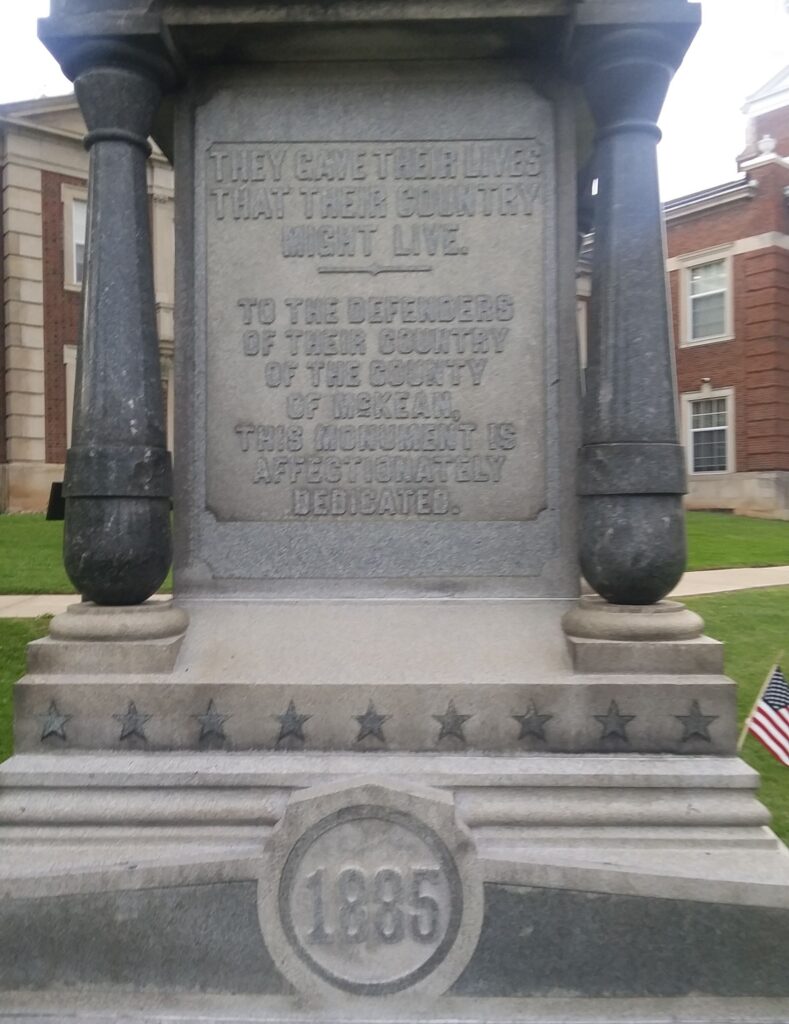 THEY GAVE THEIR LIVES
THAT THEIR COUNTRY
MIGHT LIVE.
TO THE DEFENDERS
OF THEIR COUNTRY
OF THE COUNTY
OF McKEAN,
THIS MONUMENT IS
AFFECTIONATELY
DEDICATED.
1885